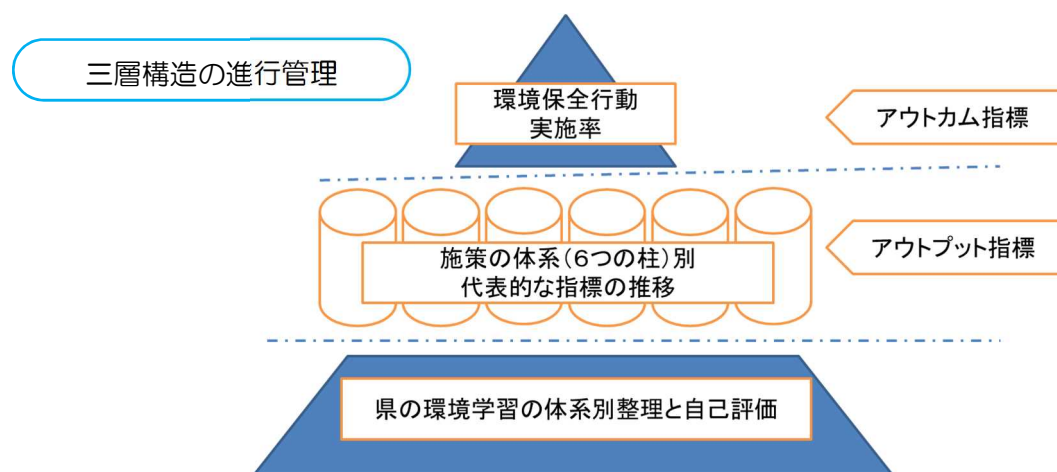 三層構造の進行管理
環境保全行動
実施率
アウトカム指標
施策の体系(6つの柱)別
代表的な指標の推移
アウトプット指標
県の環境学習の体系別整理と自己評価